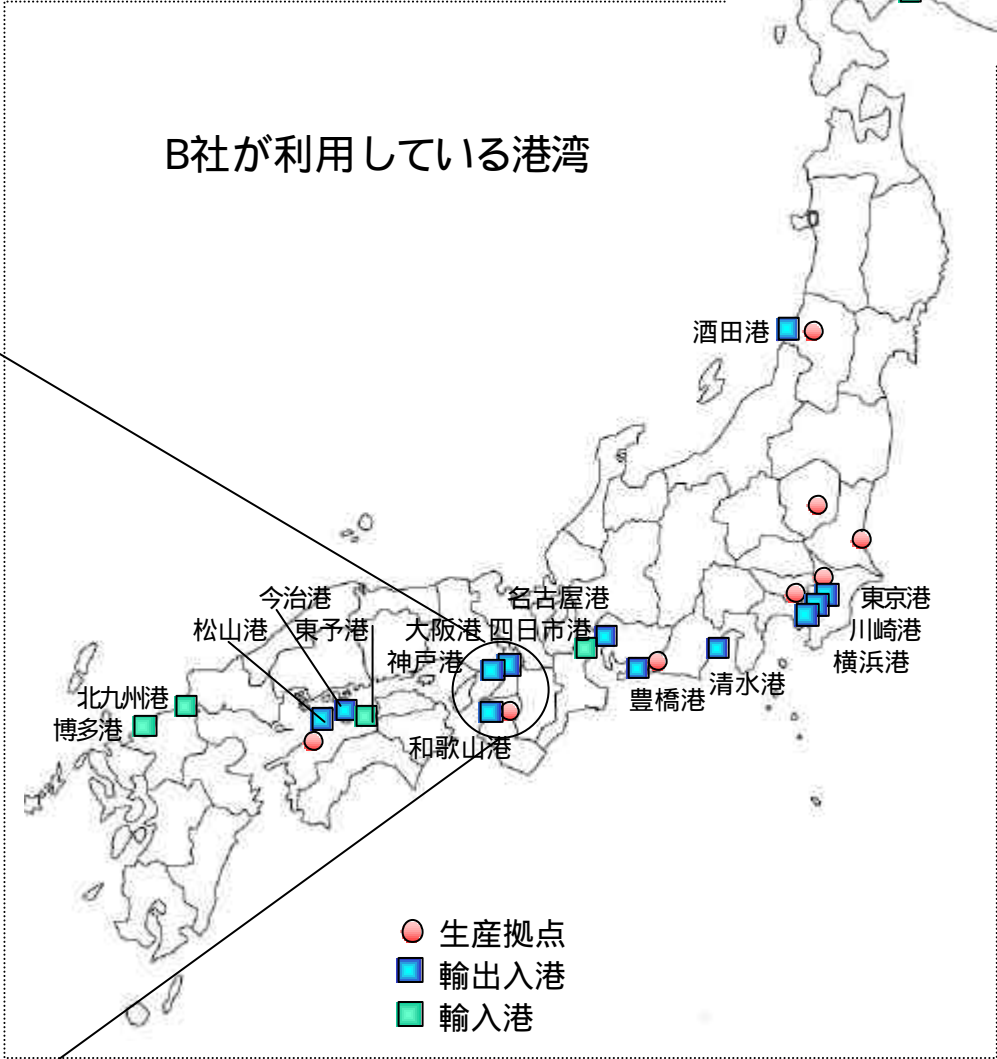 B社が利用している港湾
酒田港
今治港
名古屋港
東京港
松山港
東予港
大阪港
四日市港
川崎港
神戸港
横浜港
清水港
北九州港
豊橋港
博多港
和歌山港
生産拠点
輸出入港
輸入港